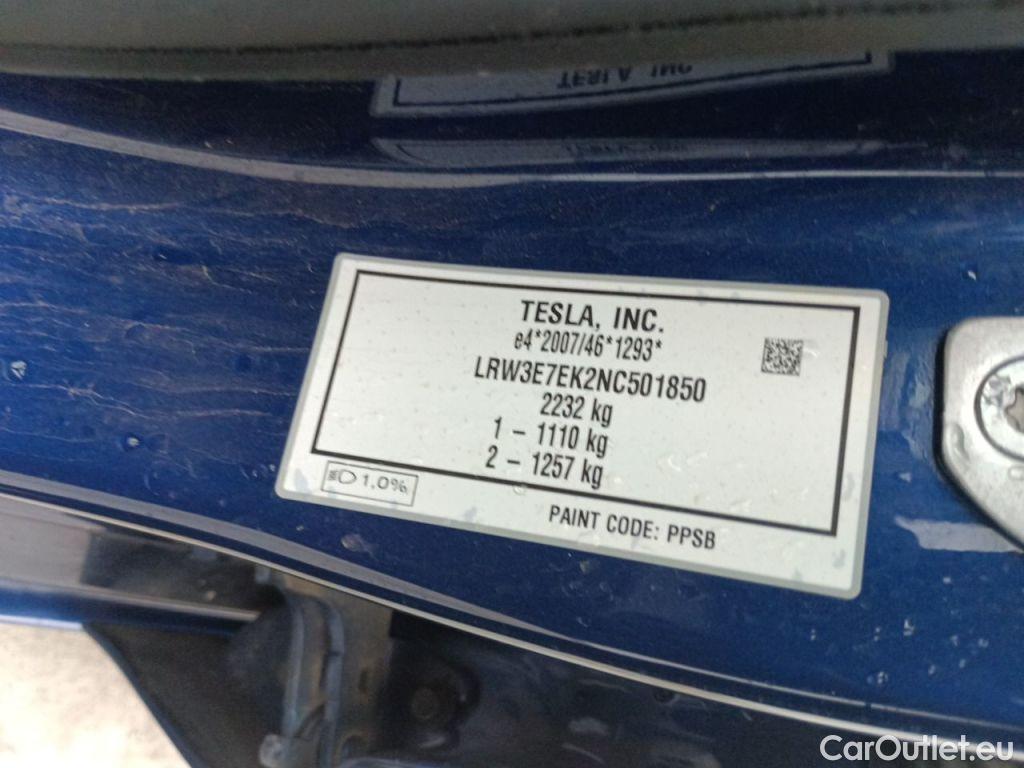 TESLA, INC.
e4*2007/46*1293*
LRW3E7EK2NC501850
2232 kg
1 – 1110 kg
2 – 1257 kg
1.0%
PAINT CODE: PPSB
CarOutlet.eu